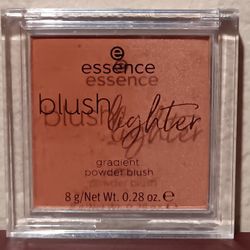 essence
blush
lighter
gradient
powder blush
8 g/Net Wt. 0.28 oz. e